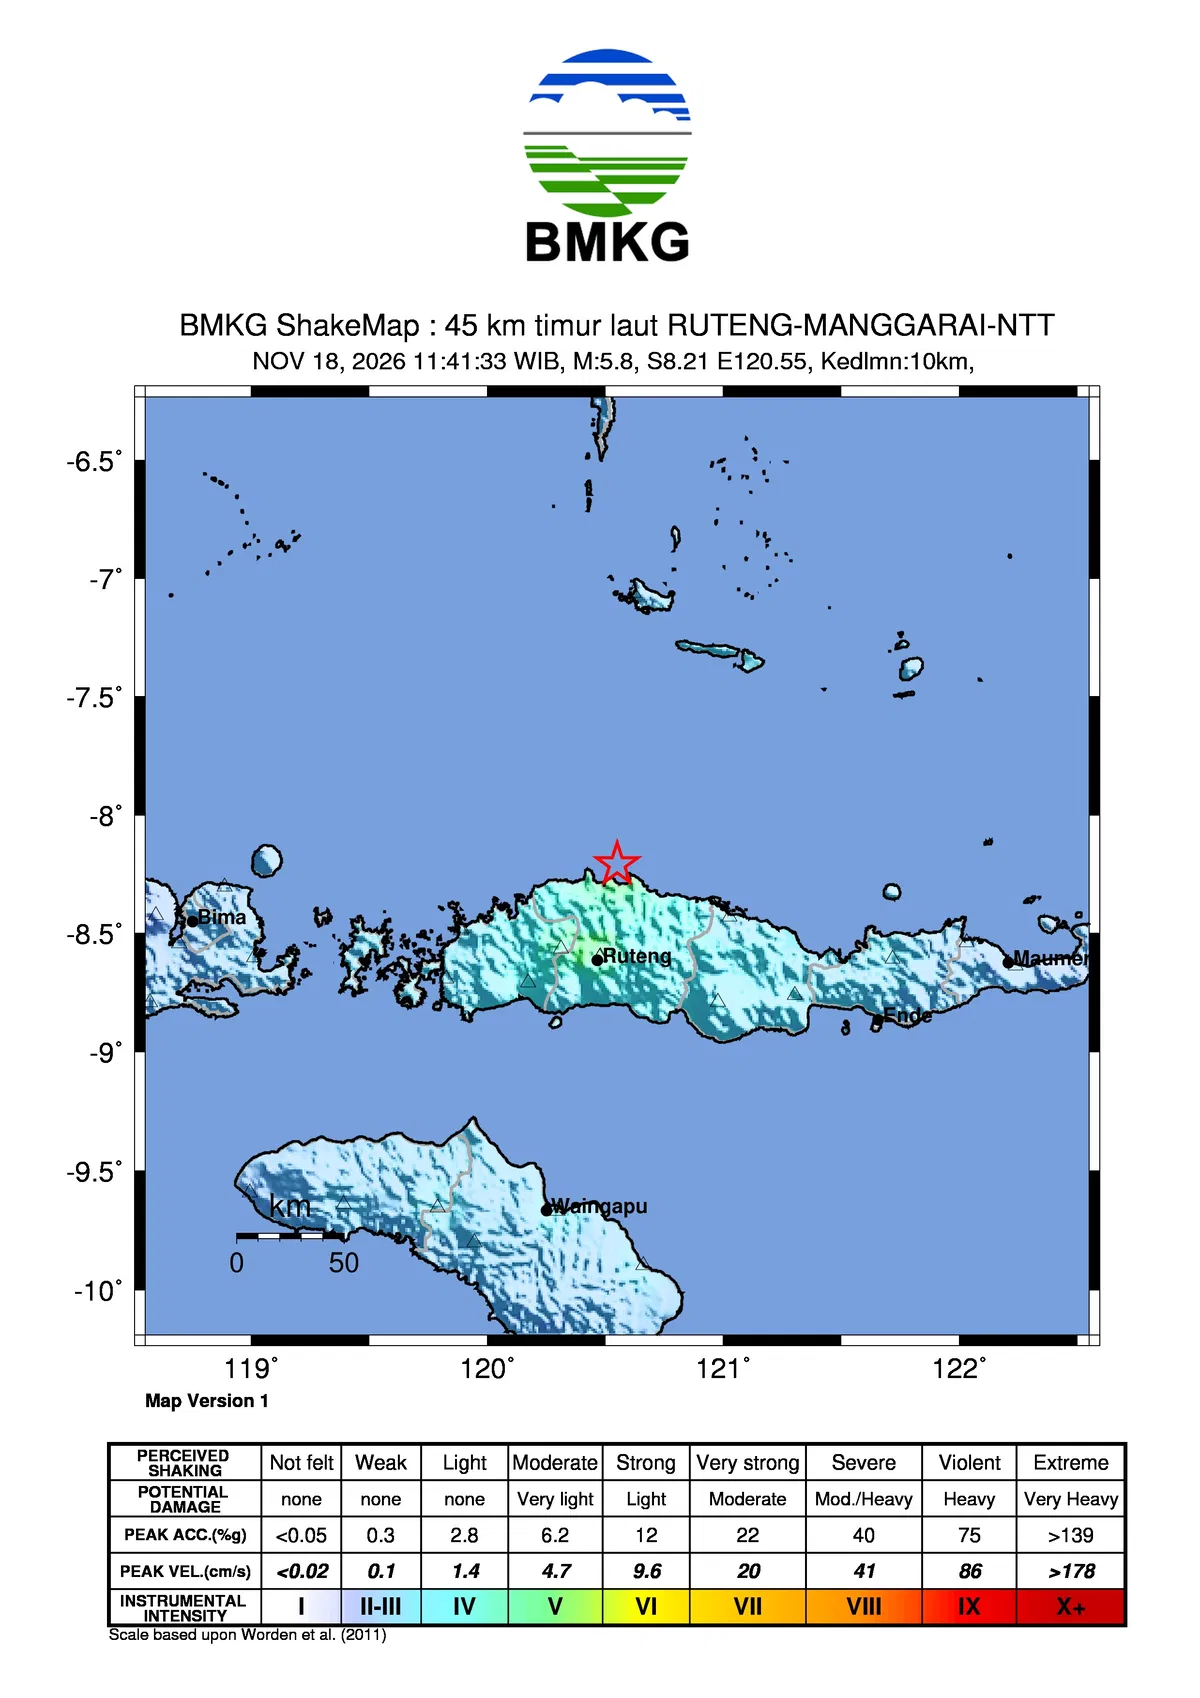 BMKG
BMKG ShakeMap : 45 km timur laut RUTENG-MANGGARAI-NTT
NOV 18, 2026 11:41:33 WIB, M:5.8, S8.21 E120.55, Kedlmn:10km,
-6.5˚
-7˚
-7.5˚
-8˚
-8.5˚
-9˚
-9.5˚
-10˚
Bima
Ruteng
Maumer
Ende
Waingapu
km
0 50
119˚ 120˚ 121˚ 122˚
Map Version 1
PERCEIVED SHAKING Not felt Weak Light Moderate Strong Very strong Severe Violent Extreme
POTENTIAL DAMAGE none none none Very light Light Moderate Mod./Heavy Heavy Very Heavy
PEAK ACC.(%g) <0.05 0.3 2.8 6.2 12 22 40 75 >139
PEAK VEL.(cm/s) <0.02 0.1 1.4 4.7 9.6 20 41 86 >178
INSTRUMENTAL INTENSITY I II-III IV V VI VII VIII IX X+
Scale based upon Worden et al. (2011)